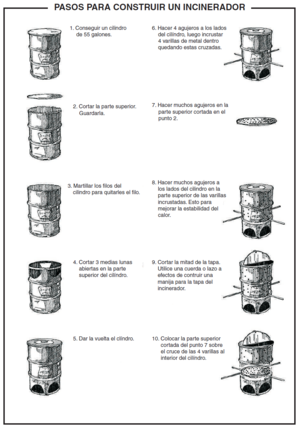 PASOS PARA CONSTRUIR UN INCINERADOR
1. Conseguir un cilindro
de 55 galones.
2. Cortar la parte superior.
Guardarla.
3. Martillar los filos del
cilindro para quitarles el filo.
4. Cortar 3 medias lunas
abiertas en la parte
superior del cilindro.
5. Dar la vuelta el cilindro.
6. Hacer 4 agujeros a los lados
del cilindro, luego incrustar
4 varillas de metal dentro
quedando estas cruzadas.
7. Hacer muchos agujeros en la
parte superior cortada en el
punto 2.
8. Hacer muchos agujeros a
los lados del cilindro en la
parte superior de las varillas
incrustadas. Esto para
mejorar la estabilidad del
calor.
9. Cortar la mitad de la tapa.
Utilice una cuerda o lazo a
efectos de contruir una
manija para la tapa del
incinerador.
10. Colocar la parte superior
cortada del punto 7 sobre
el cruce de las 4 varillas al
interior del cilindro.